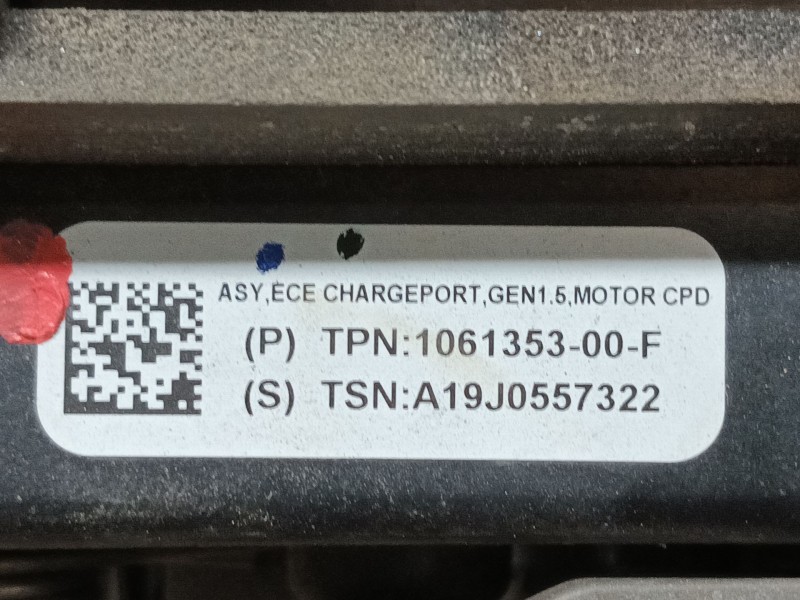 ASY,ECE CHARGEPORT,GEN1.5,MOTOR CPD
(P) TPN:1061353-00-F
(S) TSN:A19J0557322